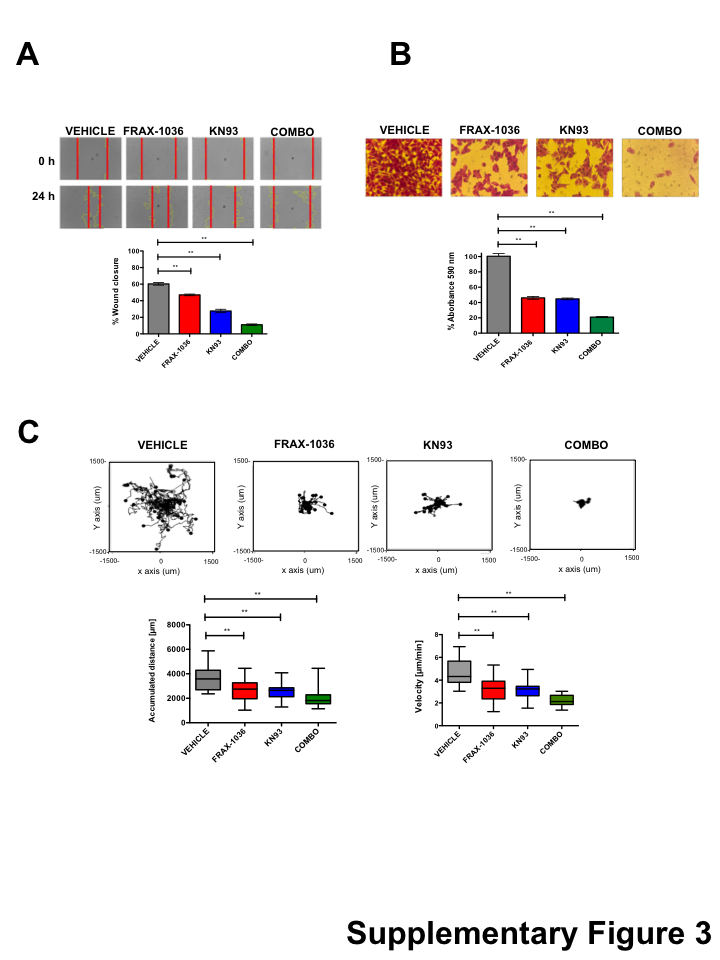 A
B
VEHICLE FRAX-1036 KN93 COMBO
0 h
24 h
VEHICLE FRAX-1036 KN93 COMBO
** 
**
**
% Wound closure
100
80
60
40
20
0
VEHICLE
FRAX-1036
KN93
COMBO
**
**
**
% Aborbance 590 nm
100
80
60
40
20
0
VEHICLE
FRAX-1036
KN93
COMBO
C
VEHICLE FRAX-1036 KN93 COMBO
1500-
Y axis (um)
-1500-
-1500- 0 1500
x axis (um)
1500-
Y axis (um)
-1500-
-1500- 0 1500
x axis (um)
1500-
Y axis (um)
-1500-
-1500- 0 1500
x axis (um)
1500-
Y axis (um)
-1500-
-1500- 0 1500
x axis (um)
**
**
**
Accumulated distance [µm]
8000
6000
4000
2000
0
VEHICLE
FRAX-1036
KN93
COMBO
**
**
**
Velocity [µm/min]
8
6
4
2
0
VEHICLE
FRAX-1036
KN93
COMBO
Supplementary Figure 3